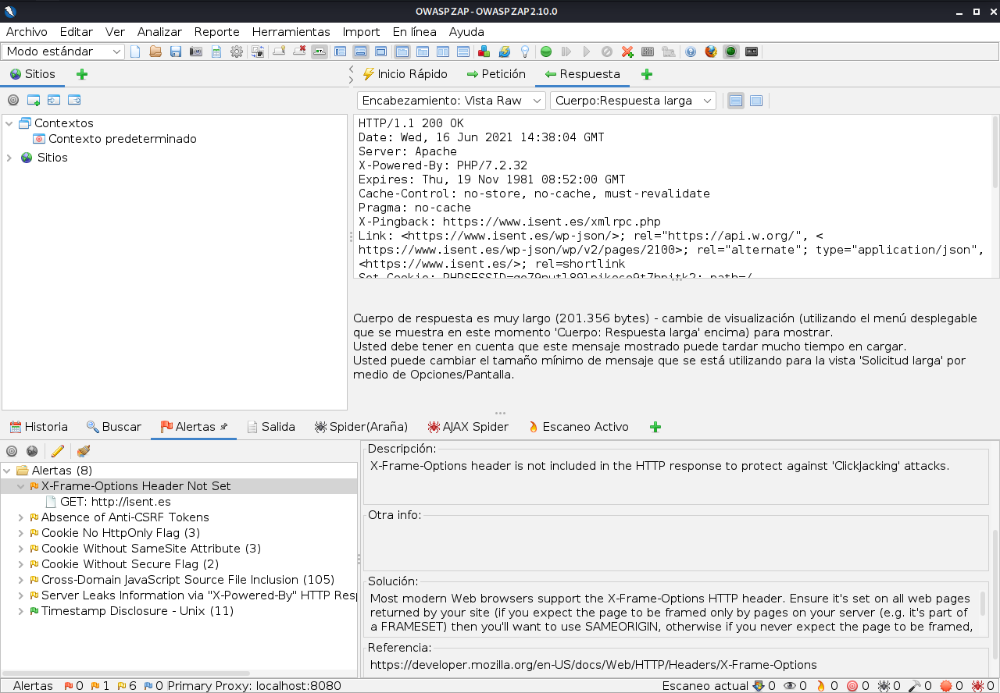 OWASP ZAP - OWASP ZAP 2.10.0
Archivo Editar Ver Analizar Reporte Herramientas Import En línea Ayuda
Modo estándar
Sitios
Inicio Rápido Petición Respuesta
Encabezamiento: Vista Raw Cuerpo:Respuesta larga
Contextos
Contexto predeterminado
Sitios
HTTP/1.1 200 OK
Date: Wed, 16 Jun 2021 14:38:04 GMT
Server: Apache
X-Powered-By: PHP/7.2.32
Expires: Thu, 19 Nov 1981 08:52:00 GMT
Cache-Control: no-store, no-cache, must-revalidate
Pragma: no-cache
X-Pingback: https://www.isent.es/xmlrpc.php
Link: <https://www.isent.es/wp-json/>; rel="https://api.w.org/", <
https://www.isent.es/wp-json/wp/v2/pages/2100>; rel="alternate"; type="application/json",
<https://www.isent.es/>; rel=shortlink
Set-Cookie: path=/
Cuerpo de respuesta es muy largo (201.356 bytes) - cambie de visualización (utilizando el menú desplegable
que se muestra en este momento 'Cuerpo: Respuesta larga' encima) para mostrar.
Usted debe tener en cuenta que este mensaje mostrado puede tardar mucho tiempo en cargar.
Usted puede cambiar el tamaño mínimo de mensaje que se está utilizando para la vista 'Solicitud larga' por
medio de Opciones/Pantalla.
Historia Buscar Alertas Salida Spider(Araña) AJAX Spider Escaneo Activo
Alertas (8)
X-Frame-Options Header Not Set
GET: http://isent.es
Absence of Anti-CSRF Tokens
Cookie No HttpOnly Flag (3)
Cookie Without SameSite Attribute (3)
Cookie Without Secure Flag (2)
Cross-Domain JavaScript Source File Inclusion (105)
Server Leaks Information via "X-Powered-By" HTTP Resp
Timestamp Disclosure - Unix (11)
Descripción:
X-Frame-Options header is not included in the HTTP response to protect against 'ClickJacking' attacks.
Otra info:
Solución:
Most modern Web browsers support the X-Frame-Options HTTP header. Ensure it's set on all web pages
returned by your site (if you expect the page to be framed only by pages on your server (e.g. it's part of
a FRAMESET) then you'll want to use SAMEORIGIN, otherwise if you never expect the page to be framed,
Referencia:
https://developer.mozilla.org/en-US/docs/Web/HTTP/Headers/X-Frame-Options
Alertas 0 1 6 0 Primary Proxy: localhost:8080 Escaneo actual 0 0 0 0 0 0 0 0